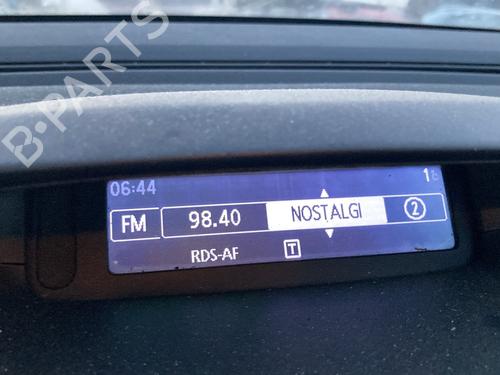 B-PARTS
06:44 1°c
FM 98.40 NOSTALGI 2
RDS-AF T